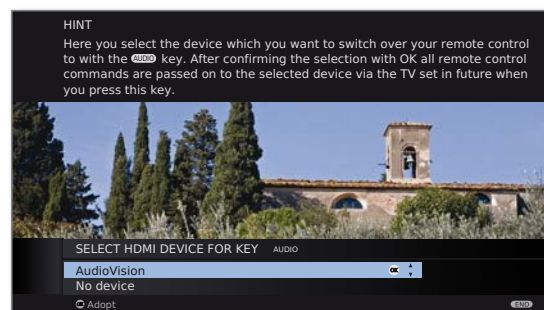 HINT
Here you select the device which you want to switch over your remote control
to with the AUDIO key. After confirming the selection with OK all remote control
commands are passed on to the selected device via the TV set in future when
you press this key.
SELECT HDMI DEVICE FOR KEY AUDIO
AudioVision OK
No device
OK Adopt END